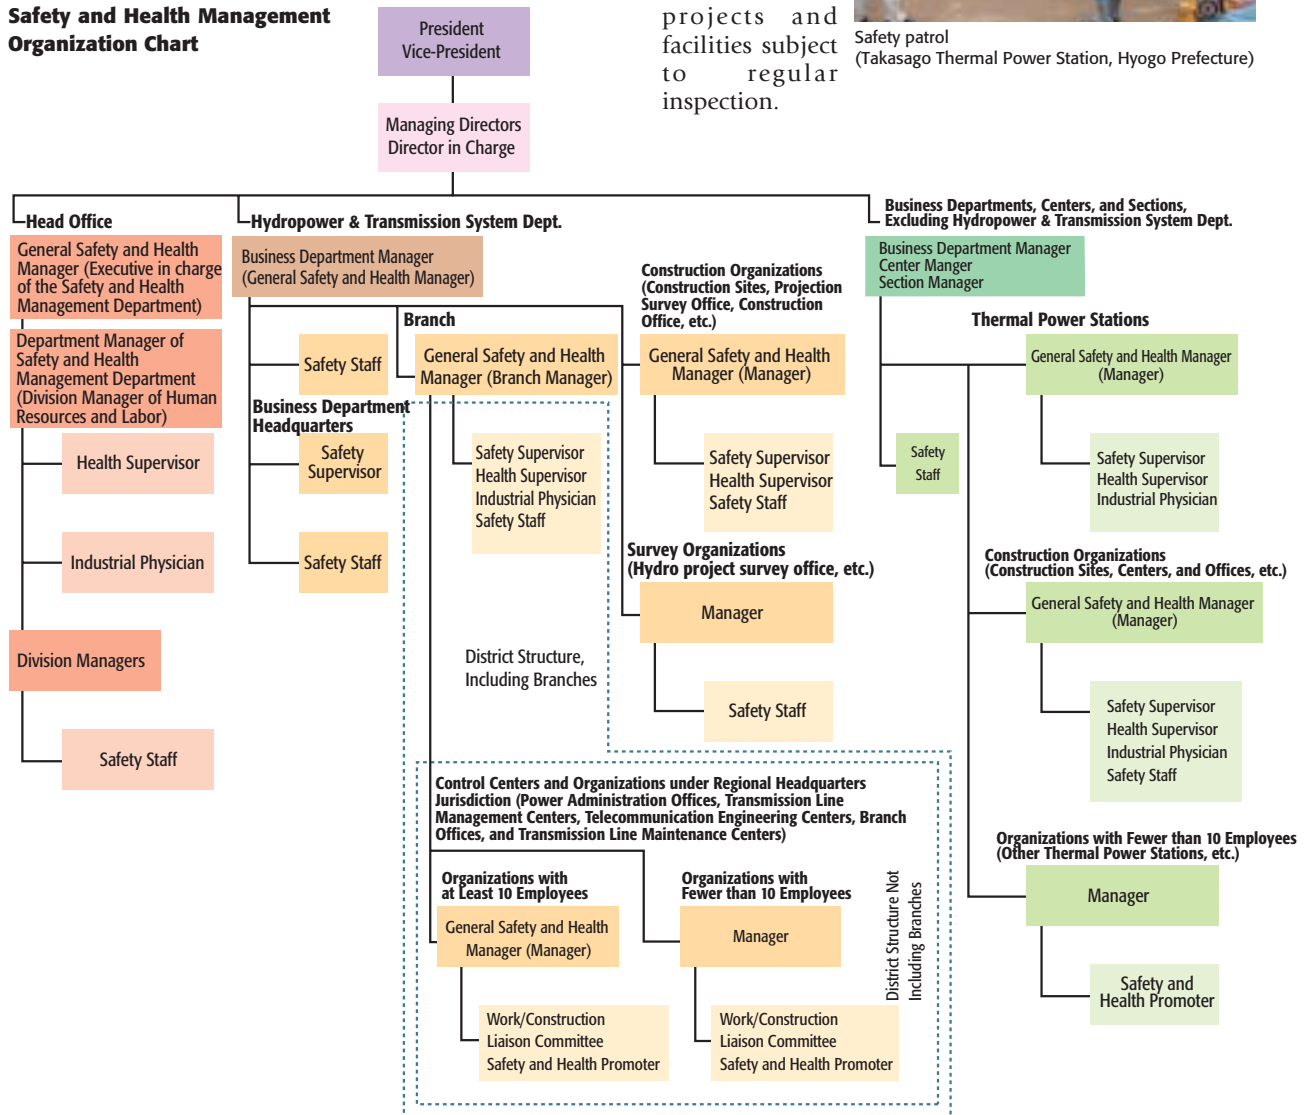 Safety and Health Management
Organization Chart
projects and
facilities subject
to regular
inspection.
Safety patrol
(Takasago Thermal Power Station, Hyogo Prefecture)
President
Vice-President
Managing Directors
Director in Charge
Head Office
General Safety and Health
Manager (Executive in charge
of the Safety and Health
Management Department)
Department Manager of
Safety and Health
Management Department
(Division Manager of Human
Resources and Labor)
Health Supervisor
Industrial Physician
Division Managers
Safety Staff
Hydropower & Transmission System Dept.
Business Department Manager
(General Safety and Health Manager)
Safety Staff
Business Department
Headquarters
Safety
Supervisor
Safety Staff
Branch
General Safety and Health
Manager (Branch Manager)
Safety Supervisor
Health Supervisor
Industrial Physician
Safety Staff
District Structure,
Including Branches
Construction Organizations
(Construction Sites, Projection
Survey Office, Construction
Office, etc.)
General Safety and Health
Manager (Manager)
Safety Supervisor
Health Supervisor
Safety Staff
Survey Organizations
(Hydro project survey office, etc.)
Manager
Safety Staff
Control Centers and Organizations under Regional Headquarters
Jurisdiction (Power Administration Offices, Transmission Line
Management Centers, Telecommunication Engineering Centers, Branch
Offices, and Transmission Line Maintenance Centers)
Organizations with
at Least 10 Employees
General Safety and Health
Manager (Manager)
Work/Construction
Liaison Committee
Safety and Health Promoter
Organizations with
Fewer than 10 Employees
Manager
Work/Construction
Liaison Committee
Safety and Health Promoter
District Structure Not
Including Branches
Business Departments, Centers, and Sections,
Excluding Hydropower & Transmission System Dept.
Business Department Manager
Center Manger
Section Manager
Safety
Staff
Thermal Power Stations
General Safety and Health Manager
(Manager)
Safety Supervisor
Health Supervisor
Industrial Physician
Construction Organizations
(Construction Sites, Centers, and Offices, etc.)
General Safety and Health Manager
(Manager)
Safety Supervisor
Health Supervisor
Industrial Physician
Safety Staff
Organizations with Fewer than 10 Employees
(Other Thermal Power Stations, etc.)
Manager
Safety and
Health Promoter